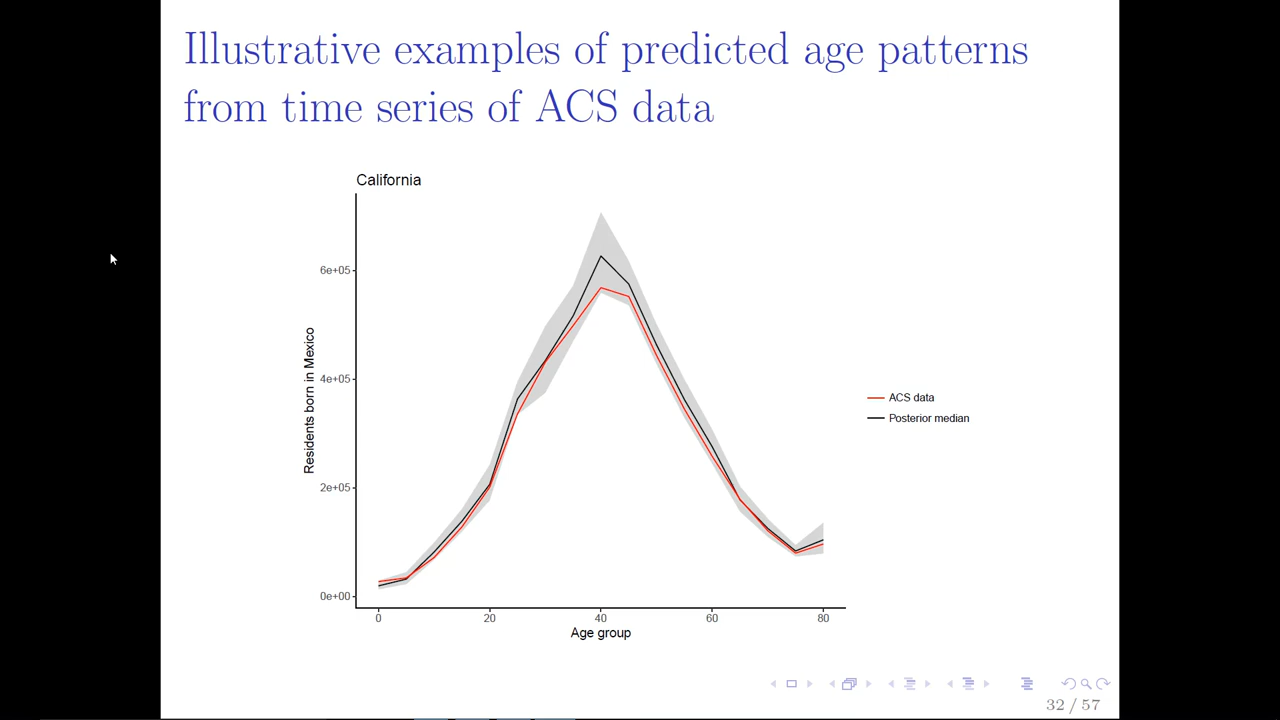 Illustrative examples of predicted age patterns
from time series of ACS data
California
6e+05
4e+05
2e+05
0e+00
Residents born in Mexico
0
20
40
60
80
Age group
ACS data
Posterior median
32 / 57